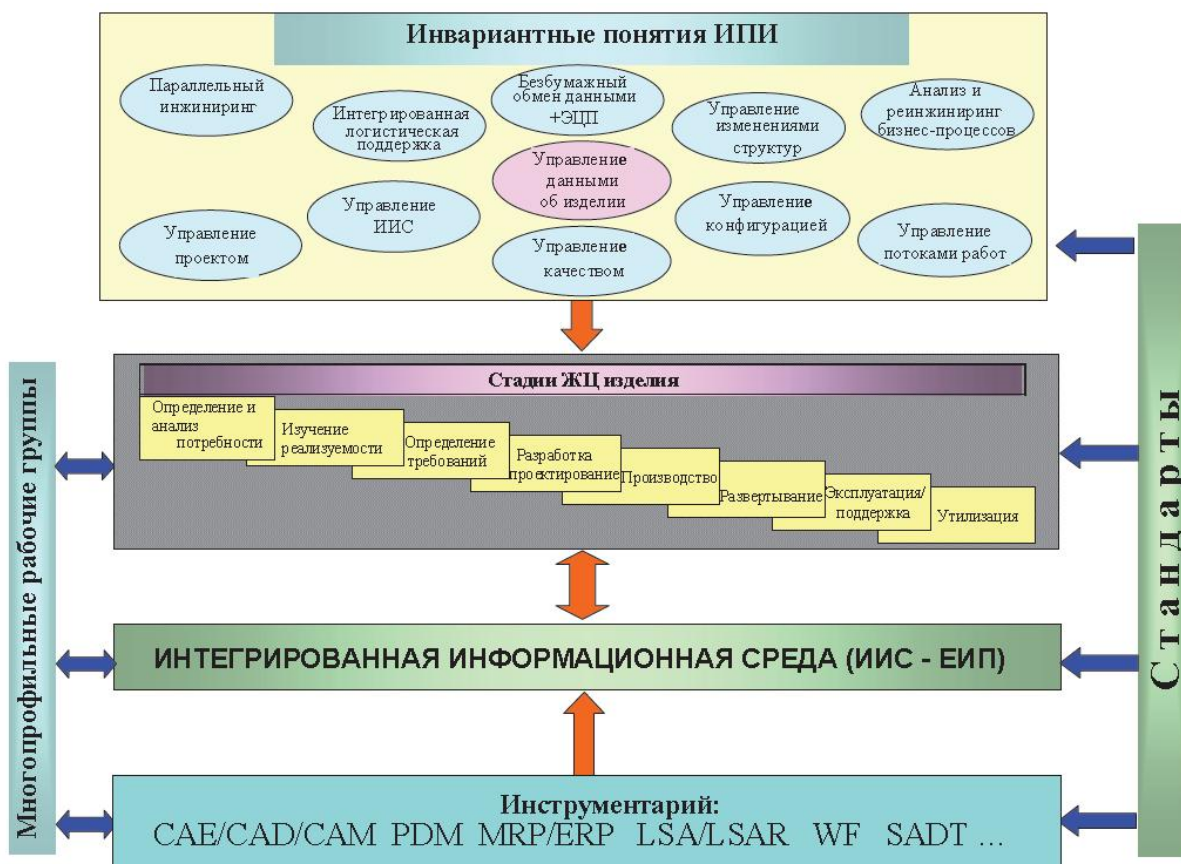 Инвариантные понятия ИПИ
Параллельный
инжиниринг
Интегрированная
логистическая
поддержка
Безбумажный
обмен данными
+ЭЦП
Управление
изменениями
структур
Анализ и
реинжиниринг
бизнес-процессов
Управление
данными
об изделии
Управление
проектом
Управление
ИИС
Управление
качеством
Управление
конфигурацией
Управление
потоками работ
Стадии ЖЦ изделия
Определение и
анализ
потребности
Изучение
реализуемости
Определение
требований
Разработка
проектирование
Производство
Развертывание
Эксплуатация/
поддержка
Утилизация
ИНТЕГРИРОВАННАЯ ИНФОРМАЦИОННАЯ СРЕДА (ИИС - ЕИП)
Инструментарий:
CAE/CAD/CAM PDM MRP/ERP LSA/LSAR WF SADT ...
Многопрофильные рабочие группы
Стандарты